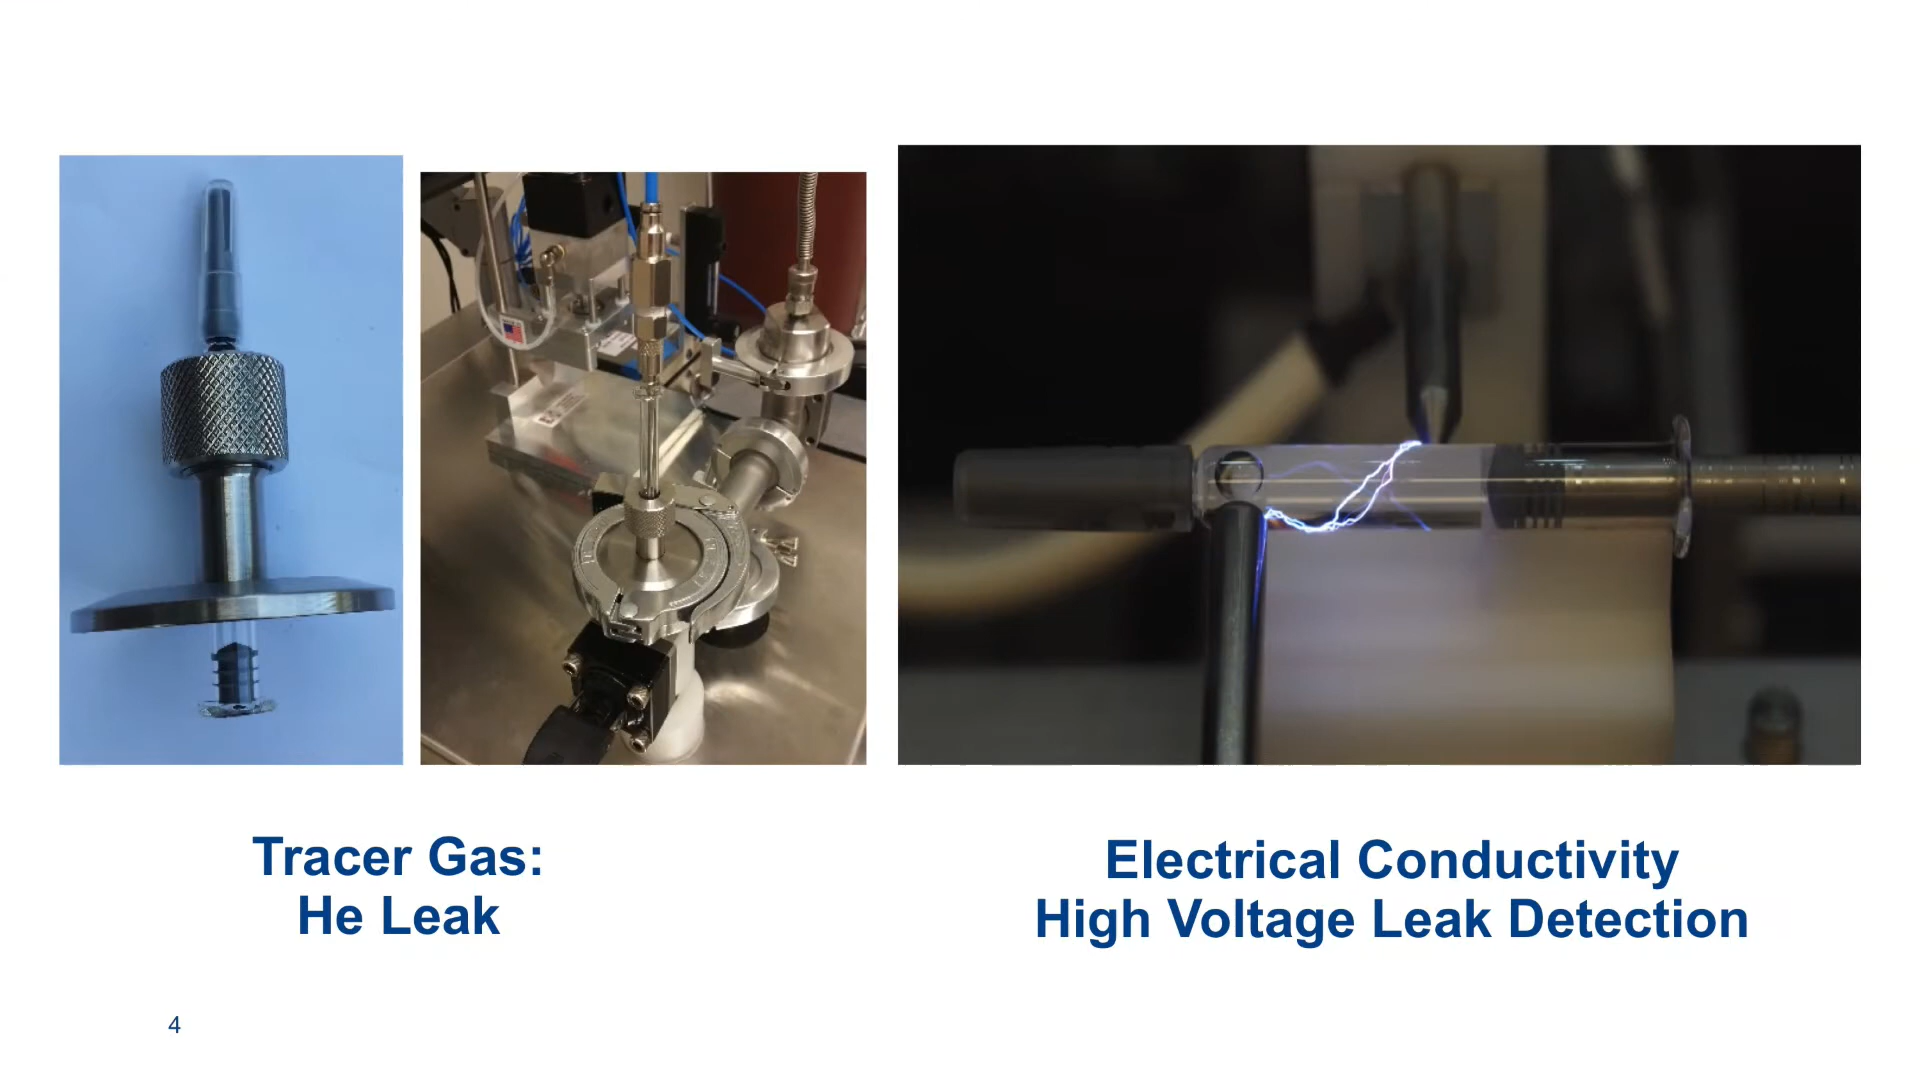 Tracer Gas:
He Leak
Electrical Conductivity
High Voltage Leak Detection
4